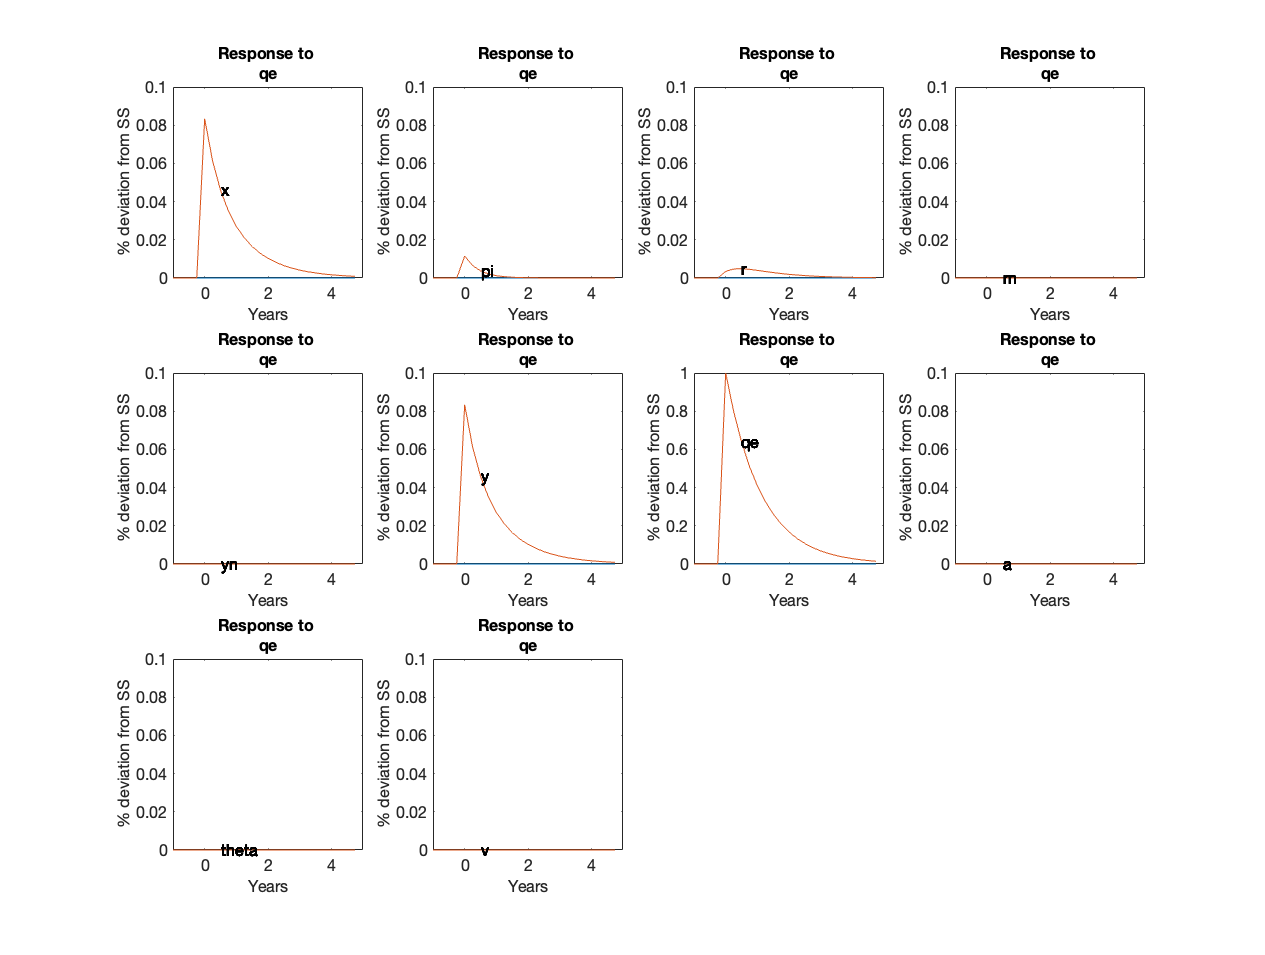 Response to
qe
Response to
qe
Response to
qe
Response to
qe
0.1
0.08
0.06
0.04
0.02
0
% deviation from SS
x
0 2 4
Years
0.1
0.08
0.06
0.04
0.02
0
% deviation from SS
pi
0 2 4
Years
0.1
0.08
0.06
0.04
0.02
0
% deviation from SS
r
0 2 4
Years
0.1
0.08
0.06
0.04
0.02
0
% deviation from SS
m
0 2 4
Years
Response to
qe
Response to
qe
Response to
qe
Response to
qe
0.1
0.08
0.06
0.04
0.02
0
% deviation from SS
yn
0 2 4
Years
0.1
0.08
0.06
0.04
0.02
0
% deviation from SS
y
0 2 4
Years
1
0.8
0.6
0.4
0.2
0
% deviation from SS
qe
0 2 4
Years
0.1
0.08
0.06
0.04
0.02
0
% deviation from SS
a
0 2 4
Years
Response to
qe
Response to
qe
0.1
0.08
0.06
0.04
0.02
0
% deviation from SS
theta
0 2 4
Years
0.1
0.08
0.06
0.04
0.02
0
% deviation from SS
v
0 2 4
Years